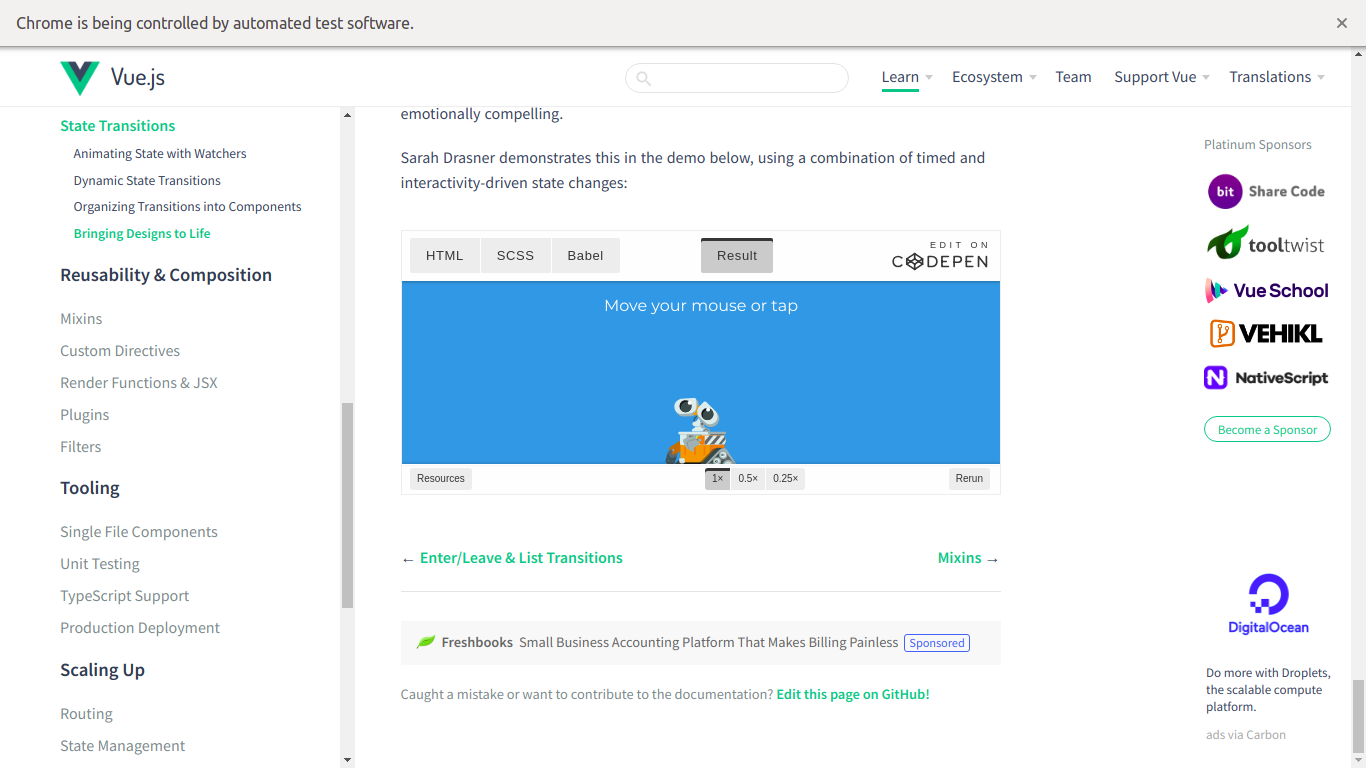 Chrome is being controlled by automated test software.
Vue.js
Learn
Ecosystem
Team
Support Vue
Translations
State Transitions
Animating State with Watchers
Dynamic State Transitions
Organizing Transitions into Components
Bringing Designs to Life
Reusability & Composition
Mixins
Custom Directives
Render Functions & JSX
Plugins
Filters
Tooling
Single File Components
Unit Testing
TypeScript Support
Production Deployment
Scaling Up
Routing
State Management
emotionally compelling.
Sarah Drasner demonstrates this in the demo below, using a combination of timed and
interactivity-driven state changes:
HTML
SCSS
Babel
Result
EDIT ON
CODEPEN
Move your mouse or tap
Resources
1×
0.5×
0.25×
Rerun
← Enter/Leave & List Transitions
Mixins →
Freshbooks Small Business Accounting Platform That Makes Billing Painless Sponsored
Caught a mistake or want to contribute to the documentation? Edit this page on GitHub!
Platinum Sponsors
bit Share Code
tooltwist
Vue School
VEHIKL
NativeScript
Become a Sponsor
DigitalOcean
Do more with Droplets,
the scalable compute
platform.
ads via Carbon